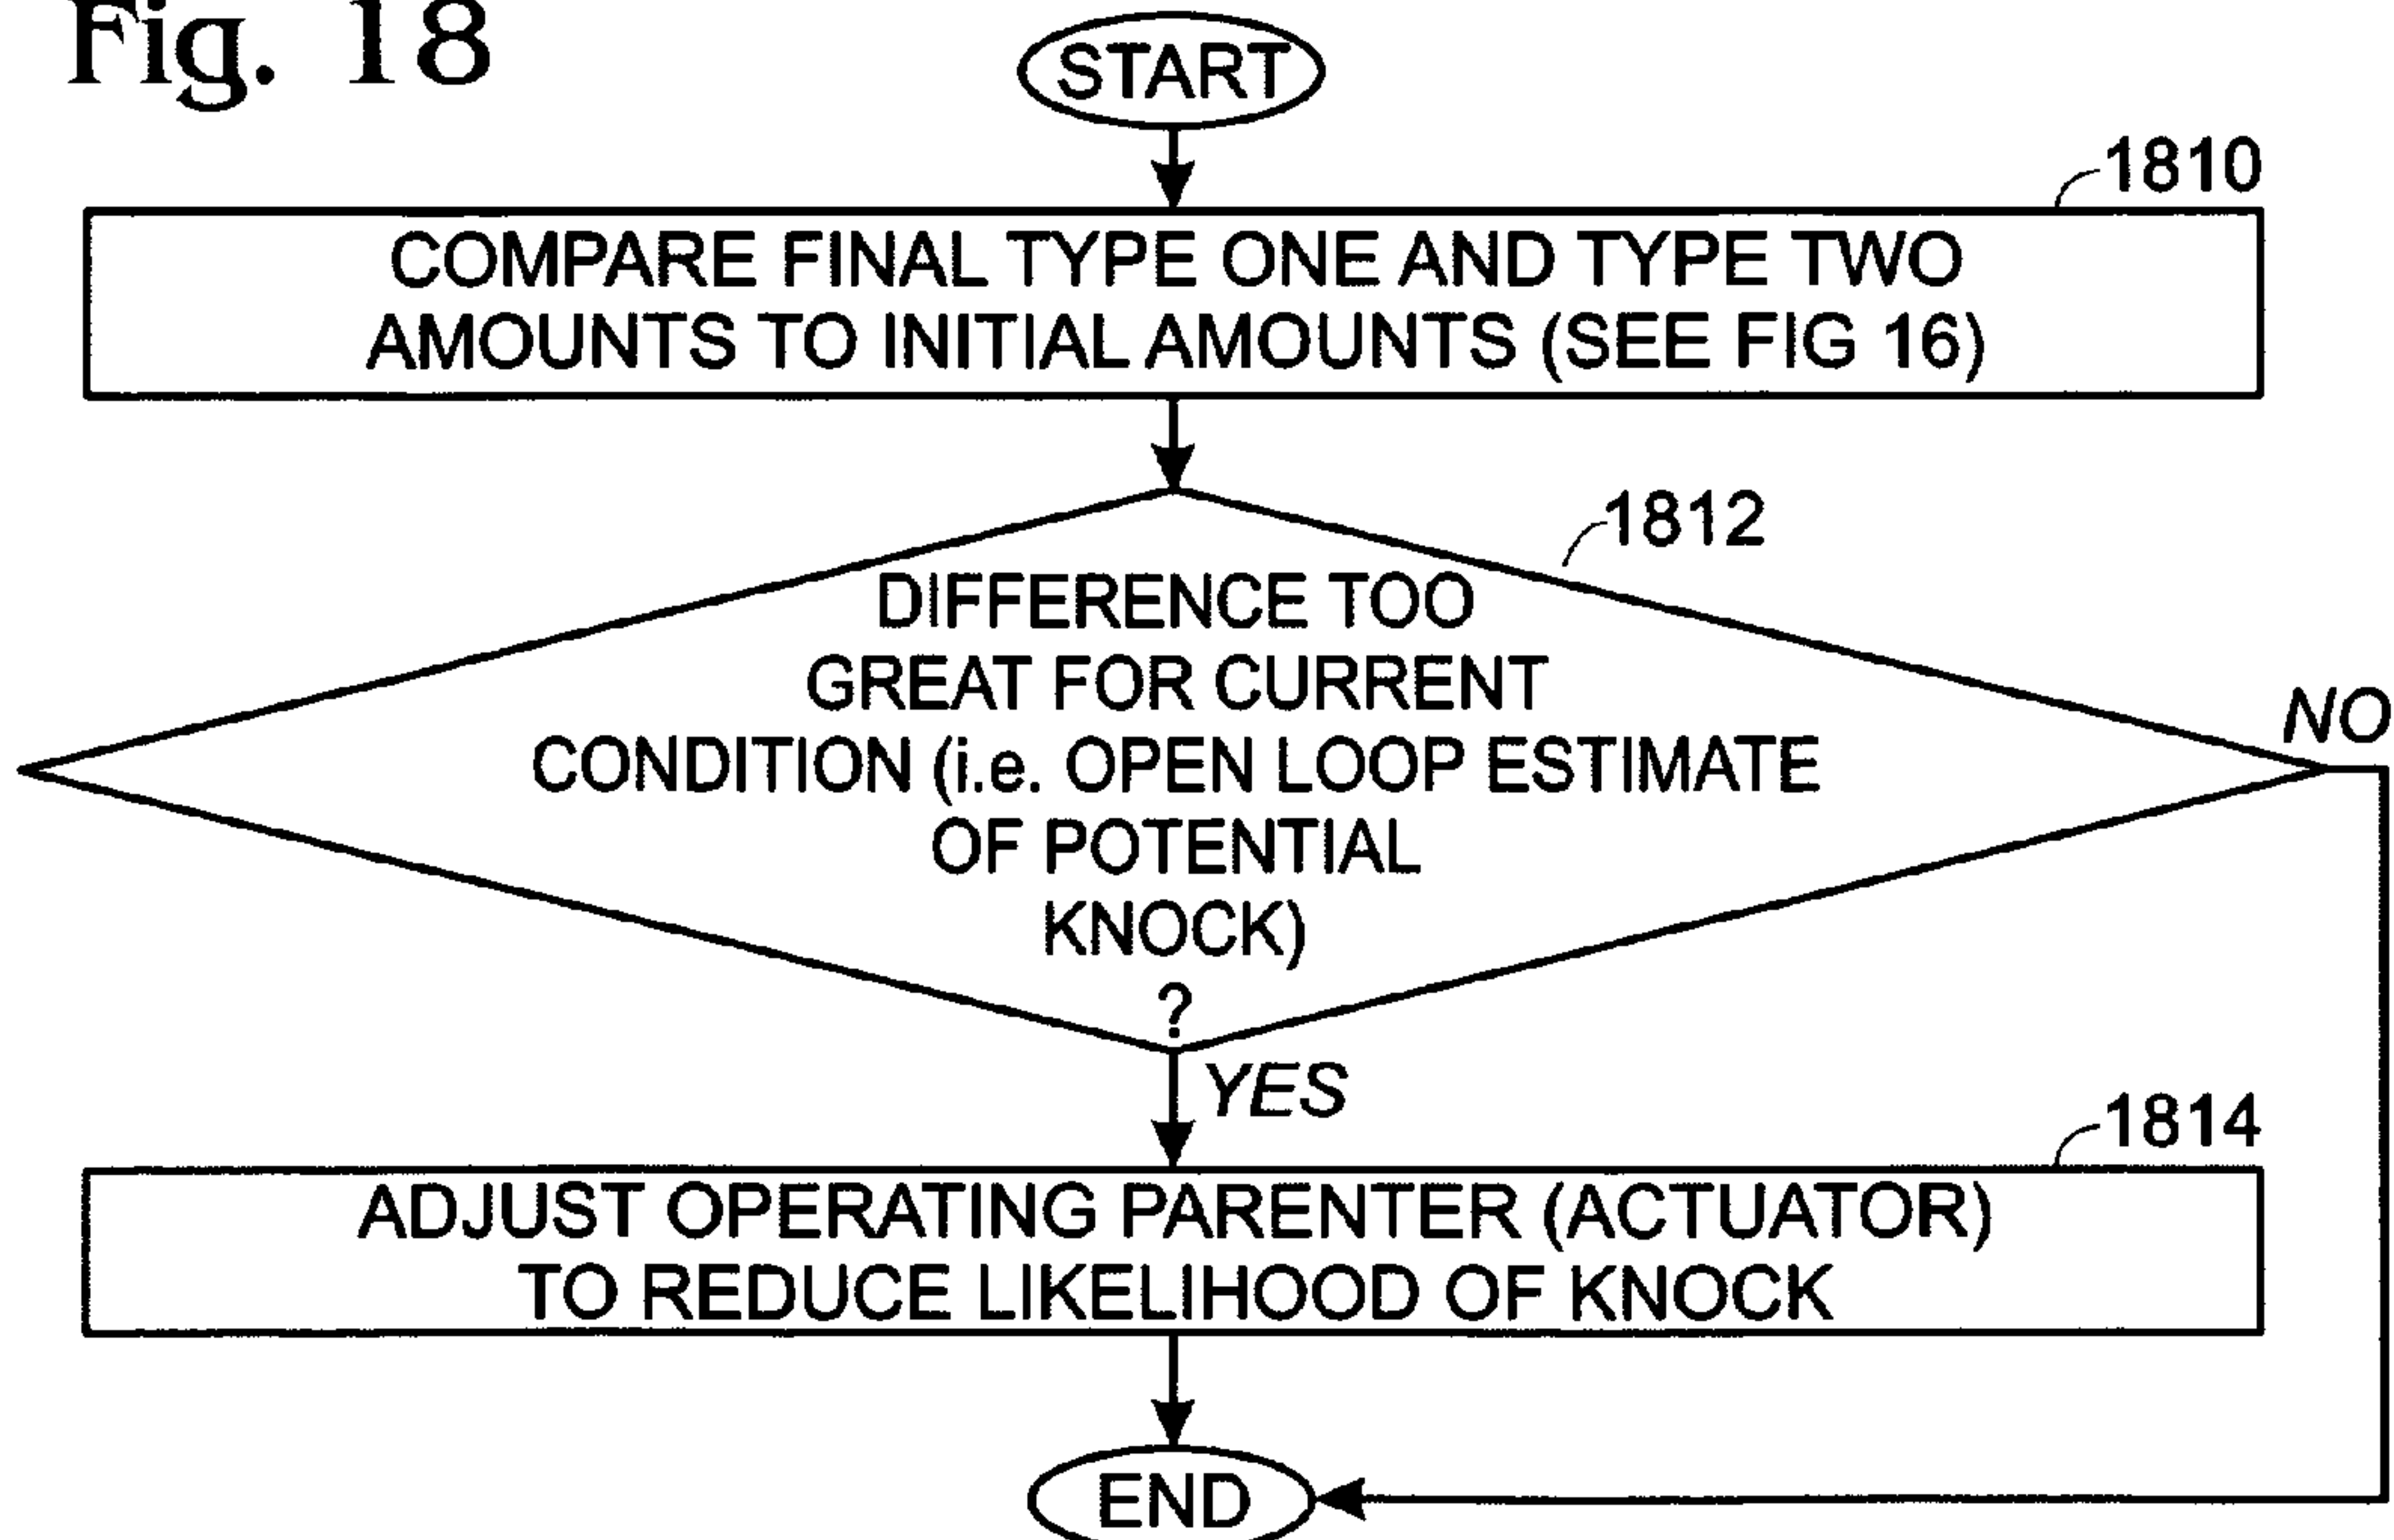 Fig. 18
START
1810
COMPARE FINAL TYPE ONE AND TYPE TWO
AMOUNTS TO INITIAL AMOUNTS (SEE FIG 16)
1812
DIFFERENCE TOO
GREAT FOR CURRENT
CONDITION (i.e. OPEN LOOP ESTIMATE
OF POTENTIAL
KNOCK)
?
NO
YES
1814
ADJUST OPERATING PARENTER (ACTUATOR)
TO REDUCE LIKELIHOOD OF KNOCK
END